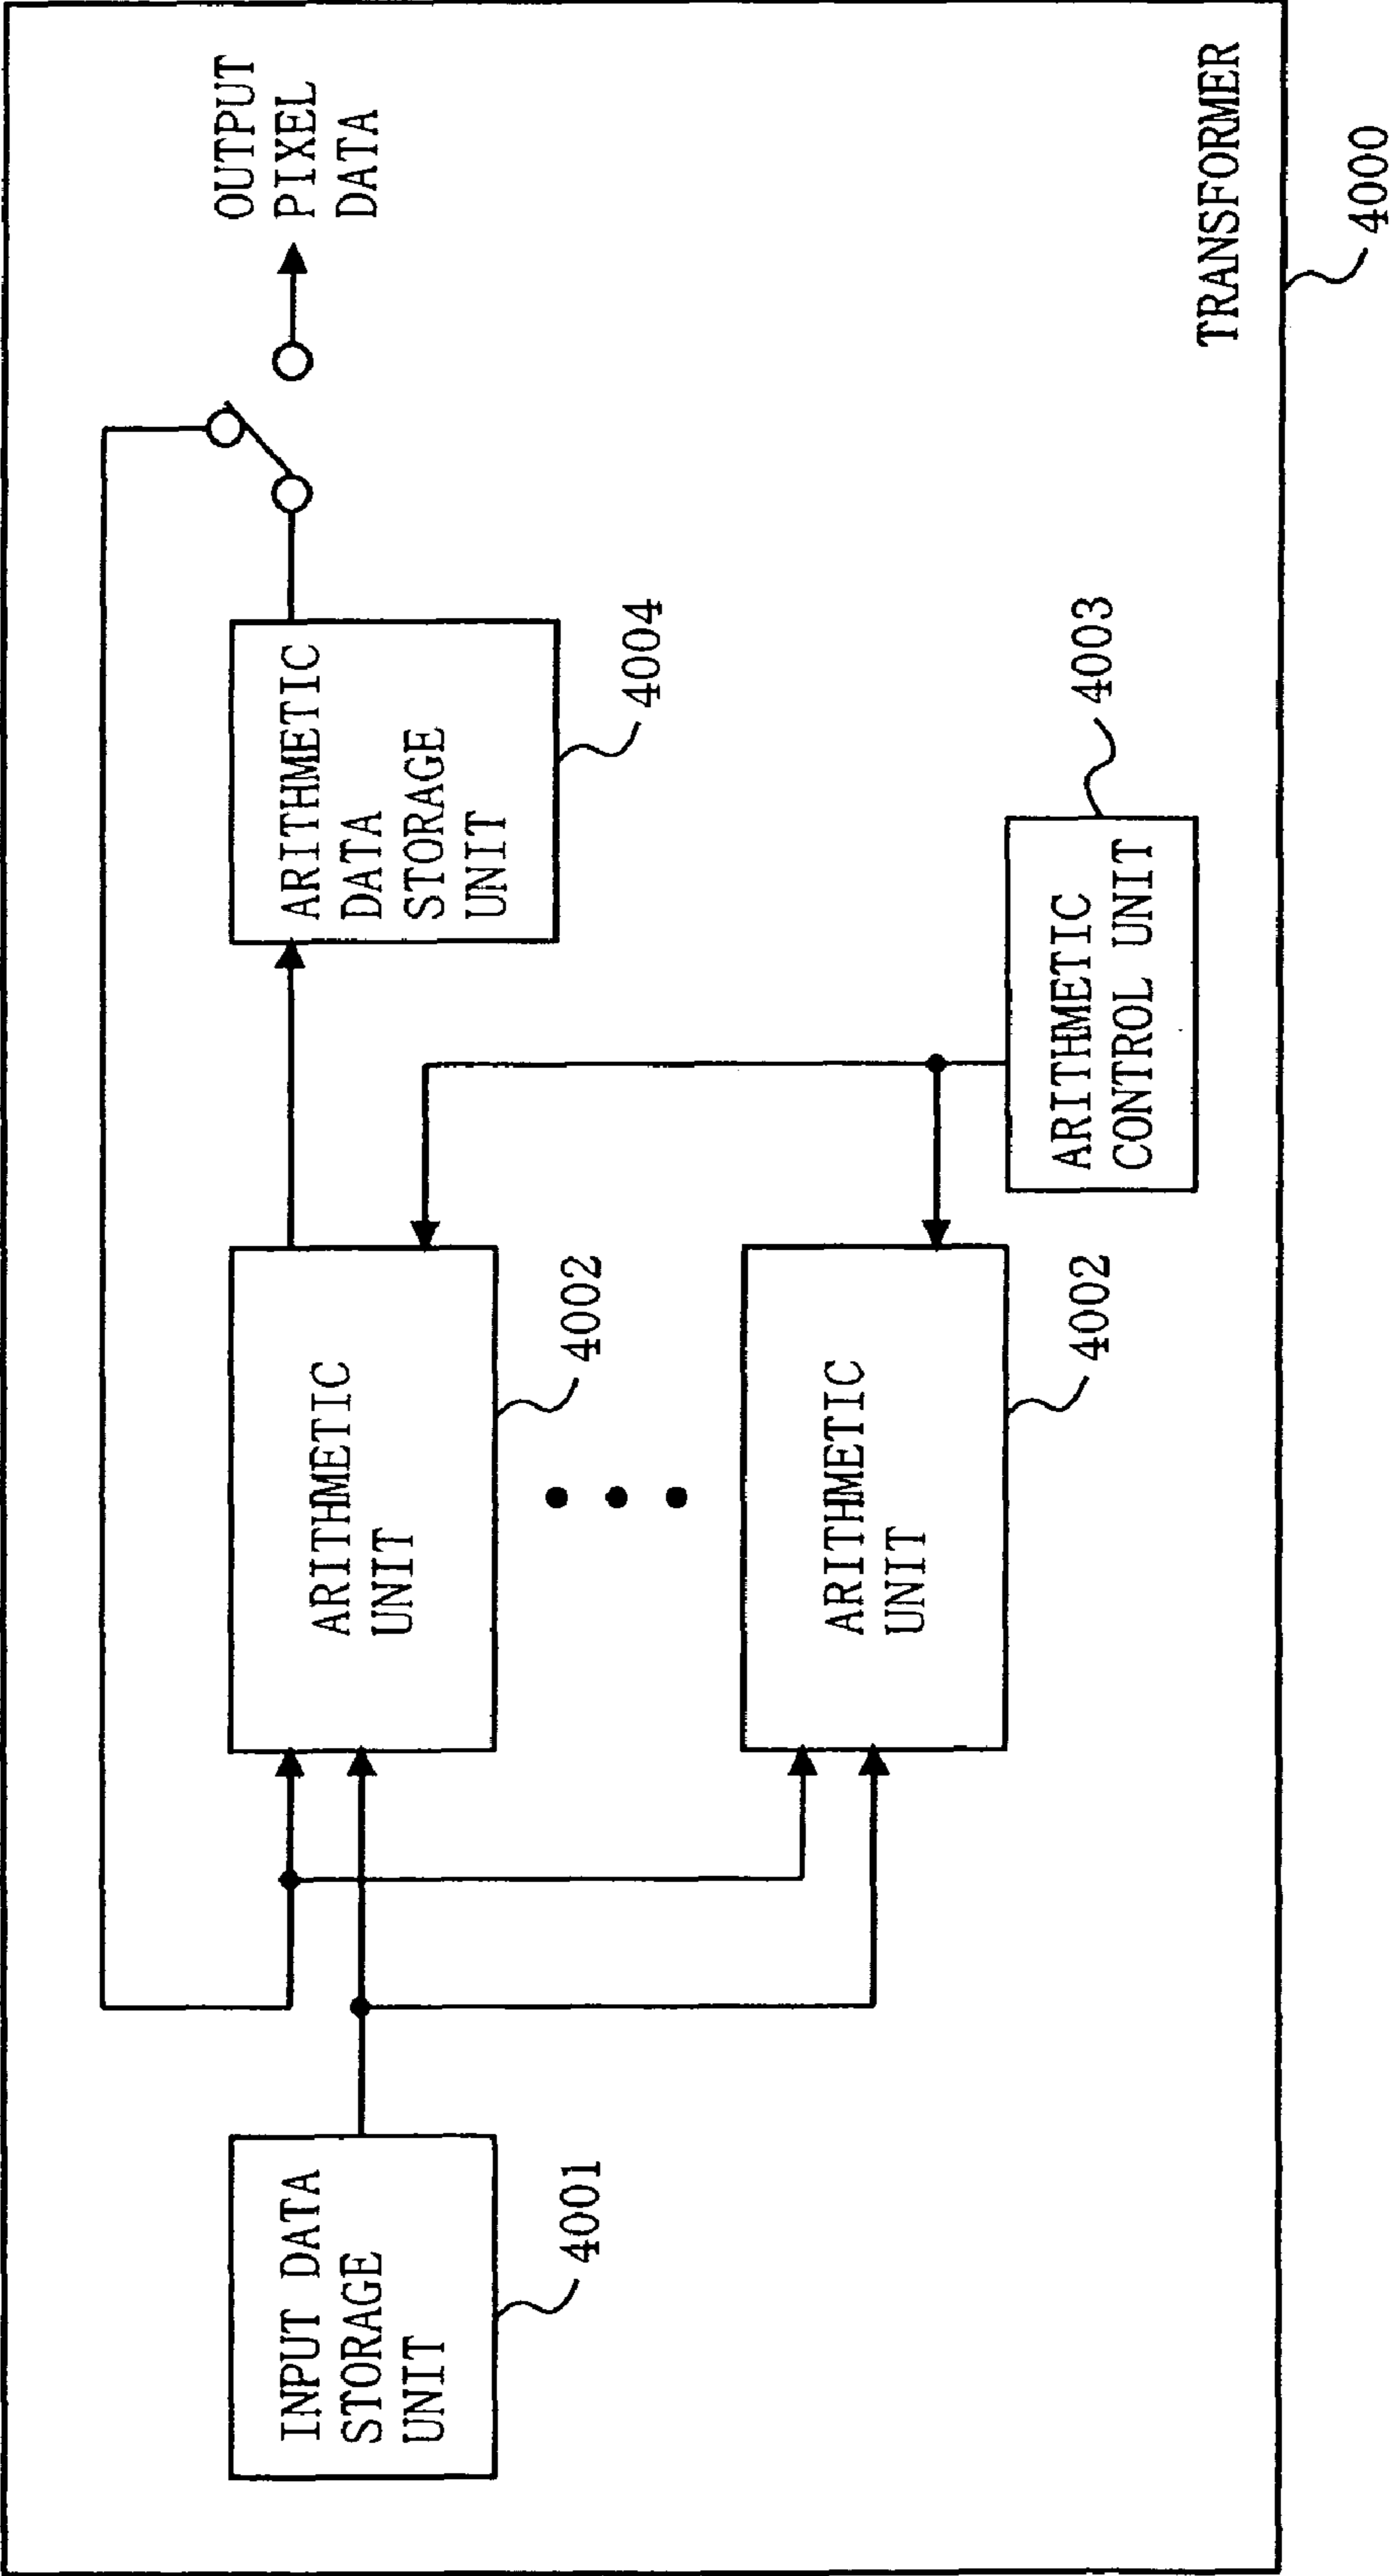 INPUT DATA
STORAGE
UNIT
4001
ARITHMETIC
UNIT
4002
ARITHMETIC
UNIT
4002
ARITHMETIC
DATA
STORAGE
UNIT
4004
ARITHMETIC
CONTROL UNIT
4003
OUTPUT
PIXEL
DATA
TRANSFORMER
4000